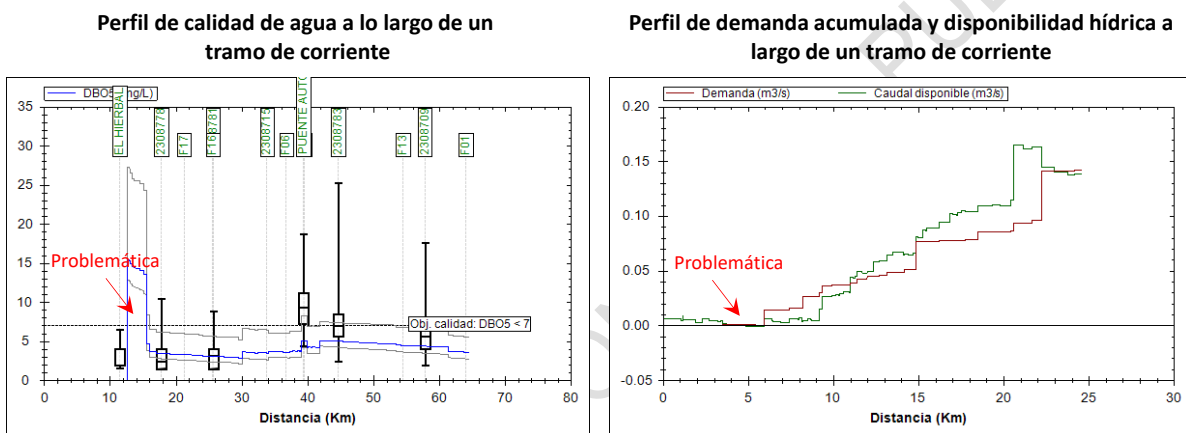 Perfil de calidad de agua a lo largo de un
tramo de corriente
DBO5
ng/L)
35
30
25
20
15
10
5
0
EL HIERBAL
2308778
F17
F16
8781
2308715
F06
PUENTE AUTO
2308783
F13
2308709
F01
Problemática
Obj. calidad: DBO5 < 7
0
10
20
30
40
50
60
70
80
Distancia (Km)
Perfil de demanda acumulada y disponibilidad hídrica a
largo de un tramo de corriente
Demanda (m3/s)
Caudal disponible (m3/s)
0.20
0.15
0.10
0.05
0.00
-0.05
Problemática
0
5
10
15
20
25
30
Distancia (Km)